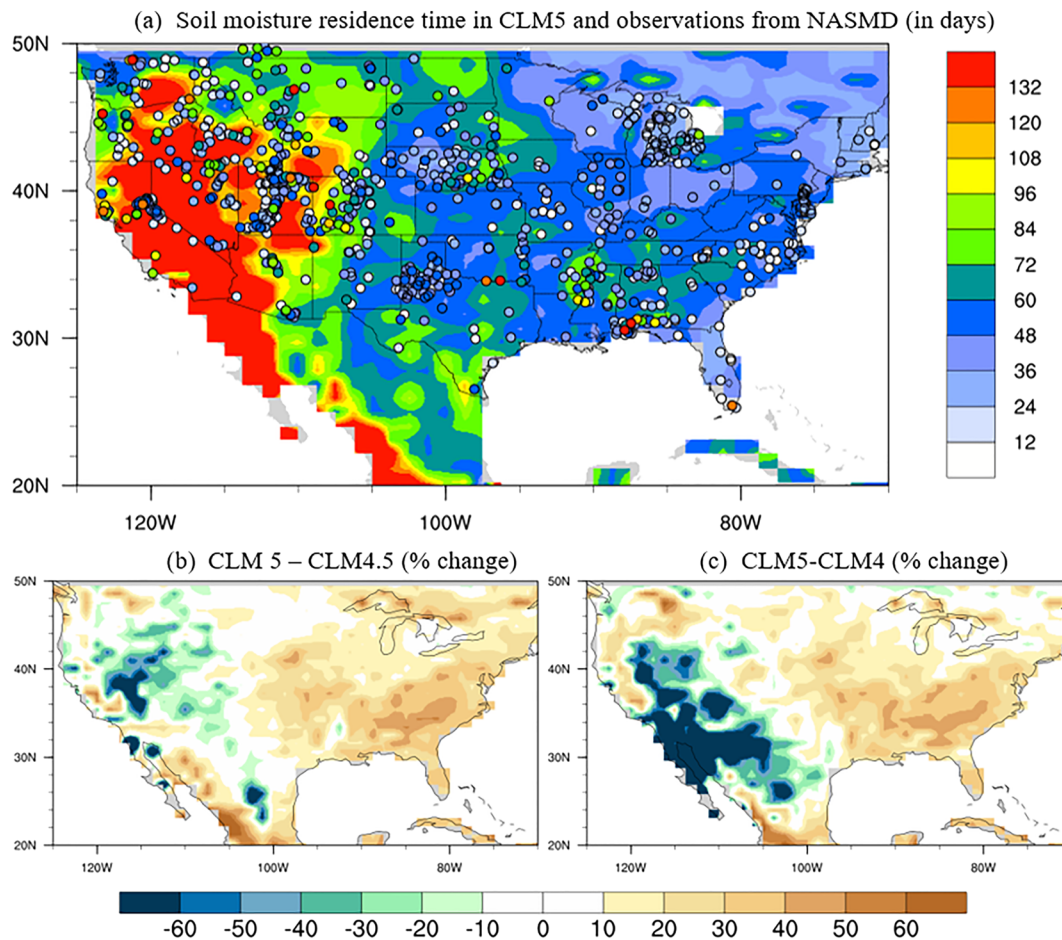 (a) Soil moisture residence time in CLM5 and observations from NASMD (in days)
50N
40N
30N
20N
120W 100W 80W
132
120
108
96
84
72
60
48
36
24
12
(b) CLM 5 – CLM4.5 (% change)
50N
40N
30N
20N
120W 100W 80W
(c) CLM5-CLM4 (% change)
50N
40N
30N
20N
120W 100W 80W
-60 -50 -40 -30 -20 -10 0 10 20 30 40 50 60